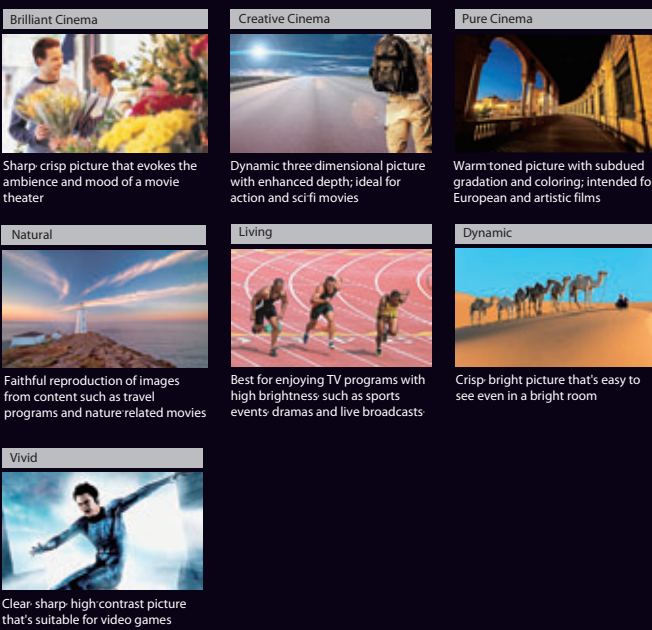 Brilliant Cinema
Sharp, crisp picture that evokes the
ambience and mood of a movie
theater
Creative Cinema
Dynamic three-dimensional picture
with enhanced depth; ideal for
action and sci-fi movies
Pure Cinema
Warm-toned picture with subdued
gradation and coloring; intended fo
European and artistic films
Natural
Faithful reproduction of images
from content such as travel
programs and nature-related movies
Living
Best for enjoying TV programs with
high brightness, such as sports
events, dramas and live broadcasts.
Dynamic
Crisp, bright picture that's easy to
see even in a bright room
Vivid
Clear, sharp, high-contrast picture
that's suitable for video games